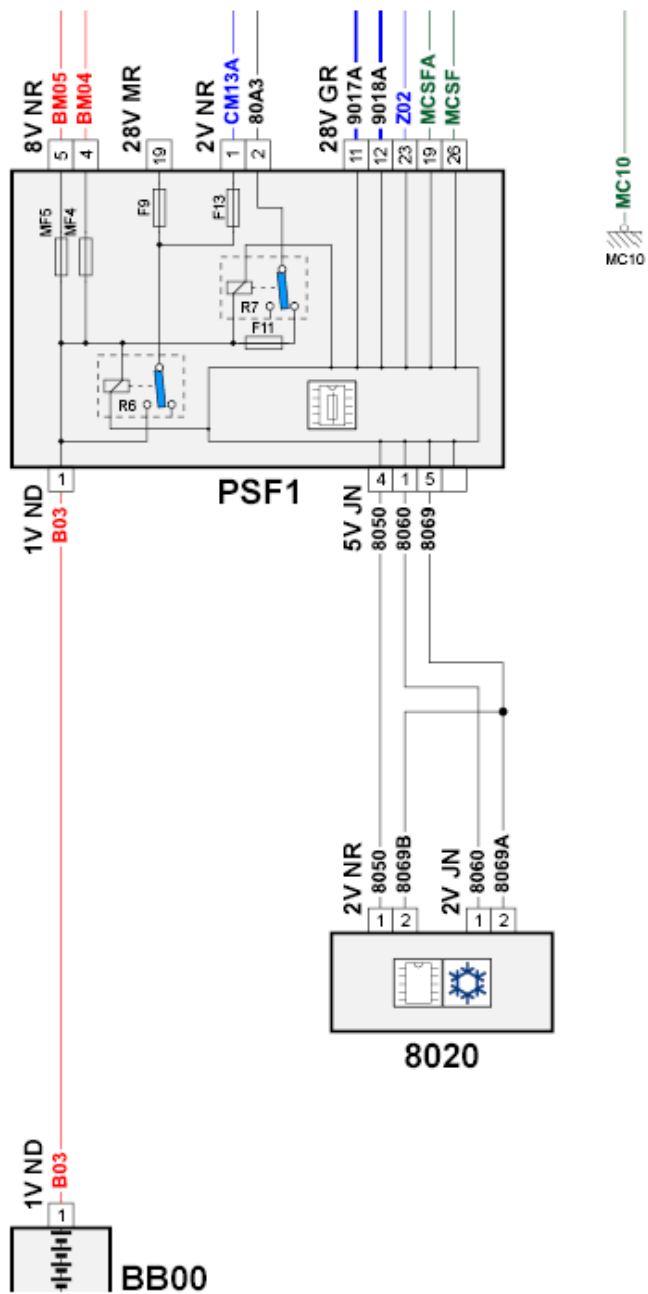 8V NR
BM05
BM04
28V MR
2V NR
CM13A
80A3
28V GR
9017A
9018A
Z02
MCSFA
MCSF
MC10
5
4
19
1
2
11
12
23
19
26
MC10
MF5
MF4
F9
F13
R7
F11
R6
1
PSF1
4
1
5
1V ND
B03
5V JN
8050
8060
8069
2V NR
8050
8069B
2V JN
8060
8069A
1
2
1
2
8020
1V ND
B03
1
BB00